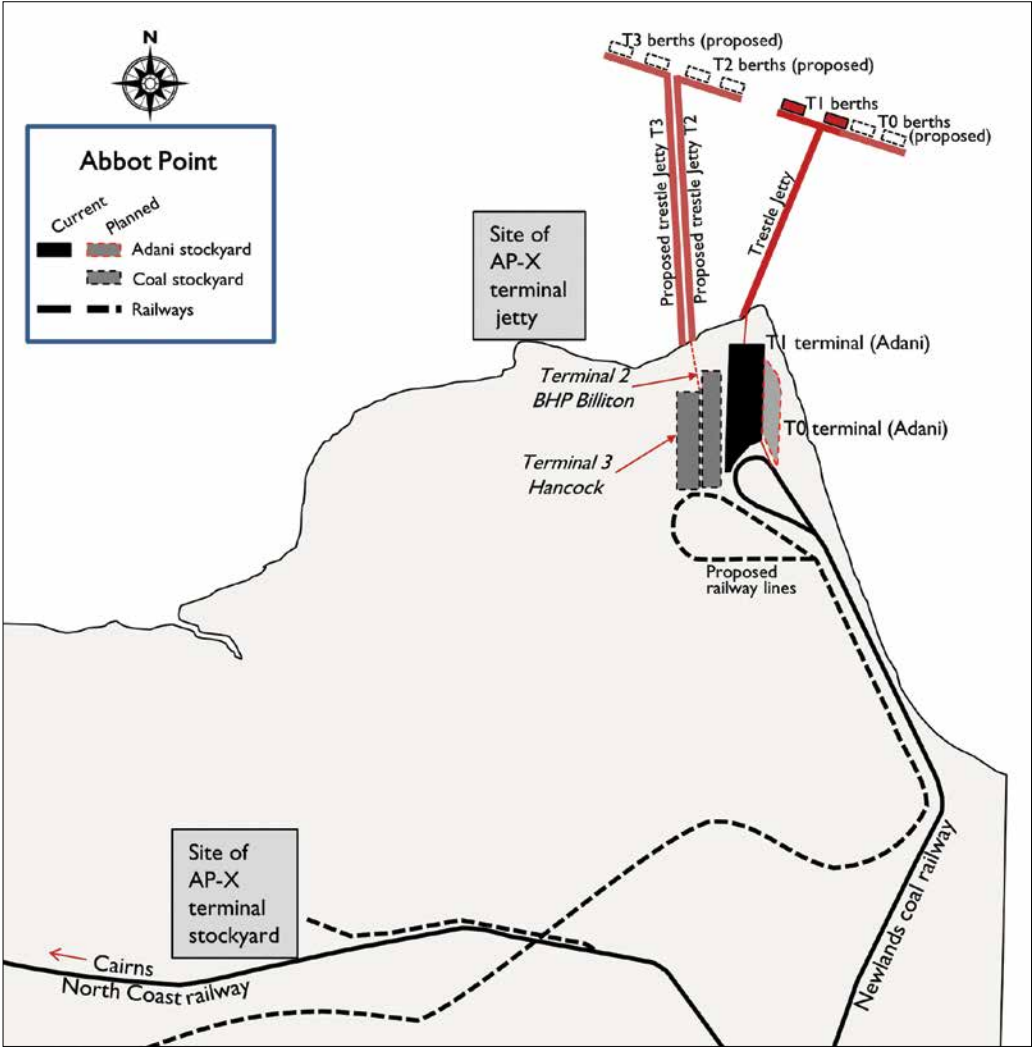 N
Abbot Point
Current
Planned
Adani stockyard
Coal stockyard
Railways
T3 berths (proposed)
T2 berths (proposed)
T1 berths
T0 berths
(proposed)
Proposed trestle Jetty T3
Proposed trestle Jetty T2
Trestle Jetty
Site of
AP-X
terminal
jetty
T1 terminal (Adani)
Terminal 2
BHP Billiton
T0 terminal (Adani)
Terminal 3
Hancock
Proposed
railway lines
Site of
AP-X
terminal
stockyard
Newlands coal railway
Cairns
North Coast railway